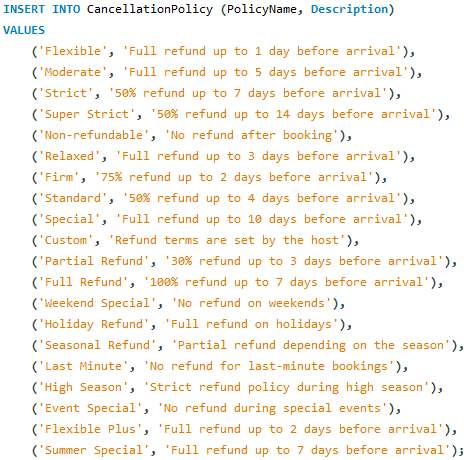 INSERT INTO CancellationPolicy (PolicyName, Description)
VALUES
('Flexible', 'Full refund up to 1 day before arrival'),
('Moderate', 'Full refund up to 5 days before arrival'),
('Strict', '50% refund up to 7 days before arrival'),
('Super Strict', '50% refund up to 14 days before arrival'),
('Non-refundable', 'No refund after booking'),
('Relaxed', 'Full refund up to 3 days before arrival'),
('Firm', '75% refund up to 2 days before arrival'),
('Standard', '50% refund up to 4 days before arrival'),
('Special', 'Full refund up to 10 days before arrival'),
('Custom', 'Refund terms are set by the host'),
('Partial Refund', '30% refund up to 3 days before arrival'),
('Full Refund', '100% refund up to 7 days before arrival'),
('Weekend Special', 'No refund on weekends'),
('Holiday Refund', 'Full refund on holidays'),
('Seasonal Refund', 'Partial refund depending on the season'),
('Last Minute', 'No refund for last-minute bookings'),
('High Season', 'Strict refund policy during high season'),
('Event Special', 'No refund during special events'),
('Flexible Plus', 'Full refund up to 2 days before arrival'),
('Summer Special', 'Full refund up to 7 days before arrival');